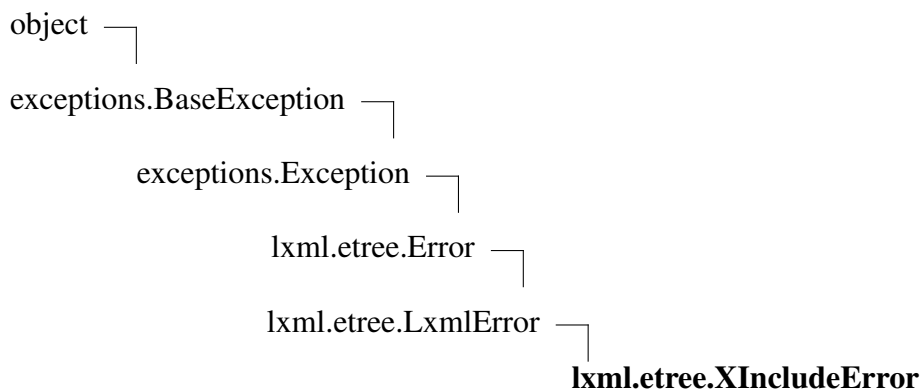 object
exceptions.BaseException
exceptions.Exception
lxml.etree.Error
lxml.etree.LxmlError
lxml.etree.XIncludeError